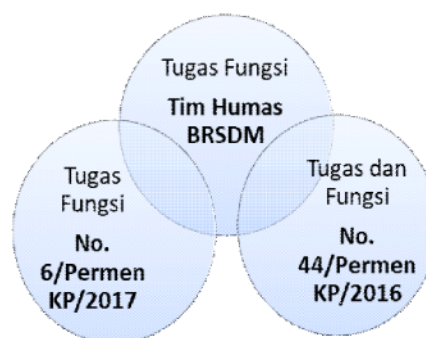 Tugas Fungsi
Tim Humas
BRSDM
Tugas
Fungsi
No.
6/Permen
KP/2017
Tugas dan
Fungsi
No.
44/Permen
KP/2016